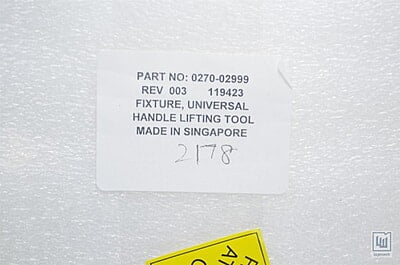 PART NO: 0270-02999
REV 003 119423
FIXTURE, UNIVERSAL
HANDLE LIFTING TOOL
MADE IN SINGAPORE
2178